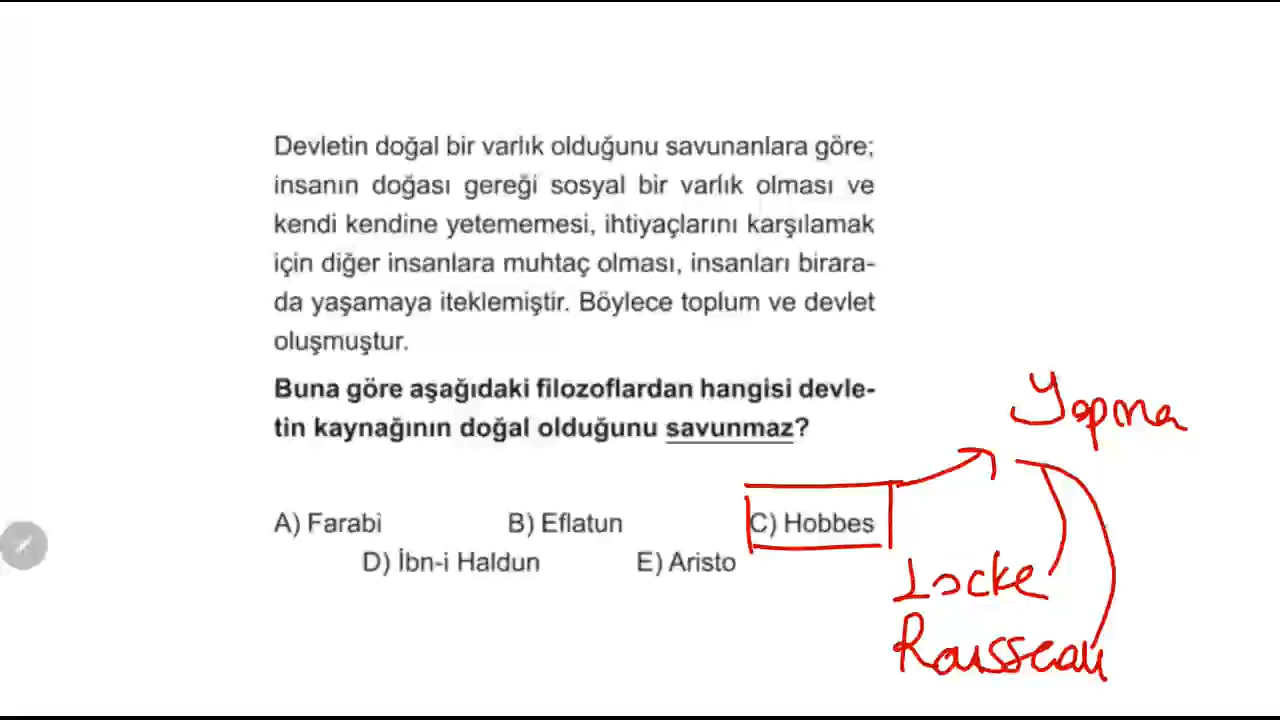 Devletin doğal bir varlık olduğunu savunanlara göre;
insanın doğası gereği sosyal bir varlık olması ve
kendi kendine yetememesi, ihtiyaçlarını karşılamak
için diğer insanlara muhtaç olması, insanları birara-
da yaşamaya iteklemiştir. Böylece toplum ve devlet
oluşmuştur.
Buna göre aşağıdaki filozoflardan hangisi devle-
tin kaynağının doğal olduğunu savunmaz?
A) Farabi B) Eflatun C) Hobbes
D) İbn-i Haldun E) Aristo
Yapma
Locke
Rousseau